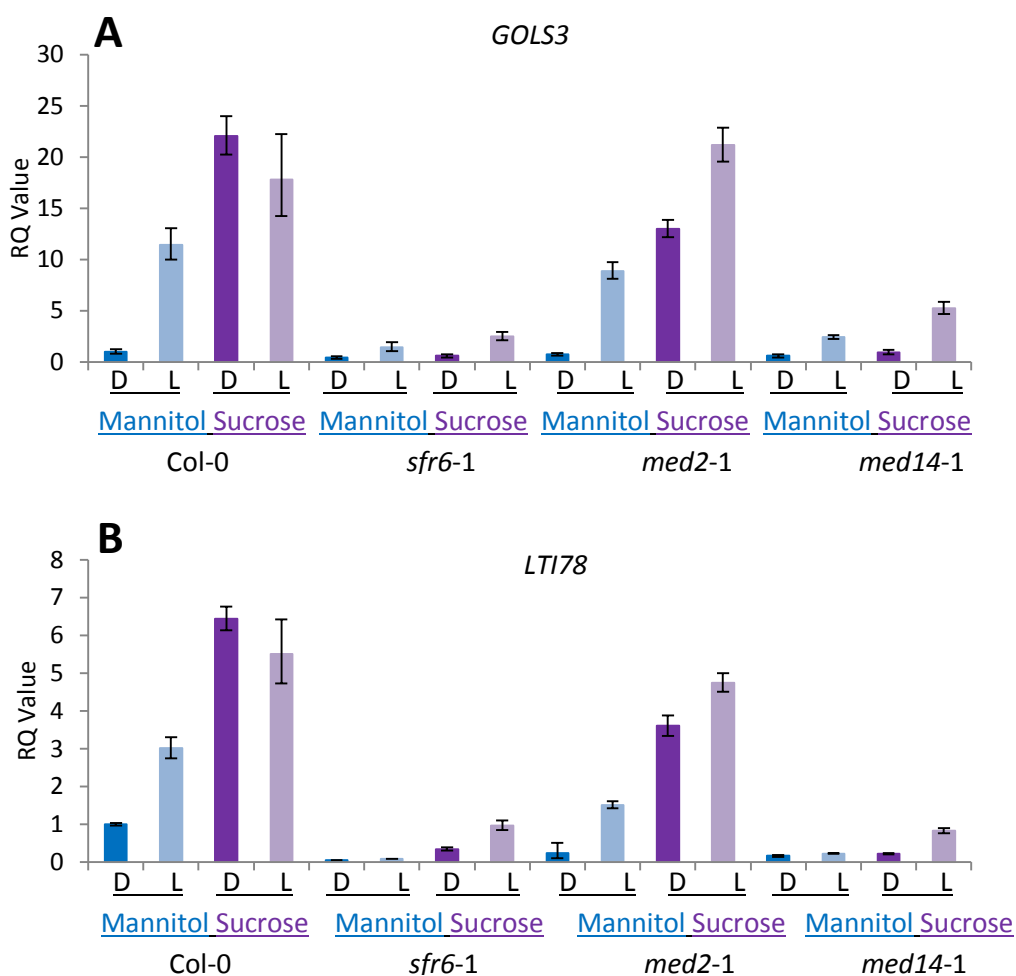 A
GOLS3
30
25
20
15
10
5
0
RQ Value
D L D L D L D L D L D L D L D L
Mannitol Sucrose Mannitol Sucrose Mannitol Sucrose Mannitol Sucrose
Col-0 sfr6-1 med2-1 med14-1
B
LTI78
8
7
6
5
4
3
2
1
0
RQ Value
D L D L D L D L D L D L D L D L
Mannitol Sucrose Mannitol Sucrose Mannitol Sucrose Mannitol Sucrose
Col-0 sfr6-1 med2-1 med14-1